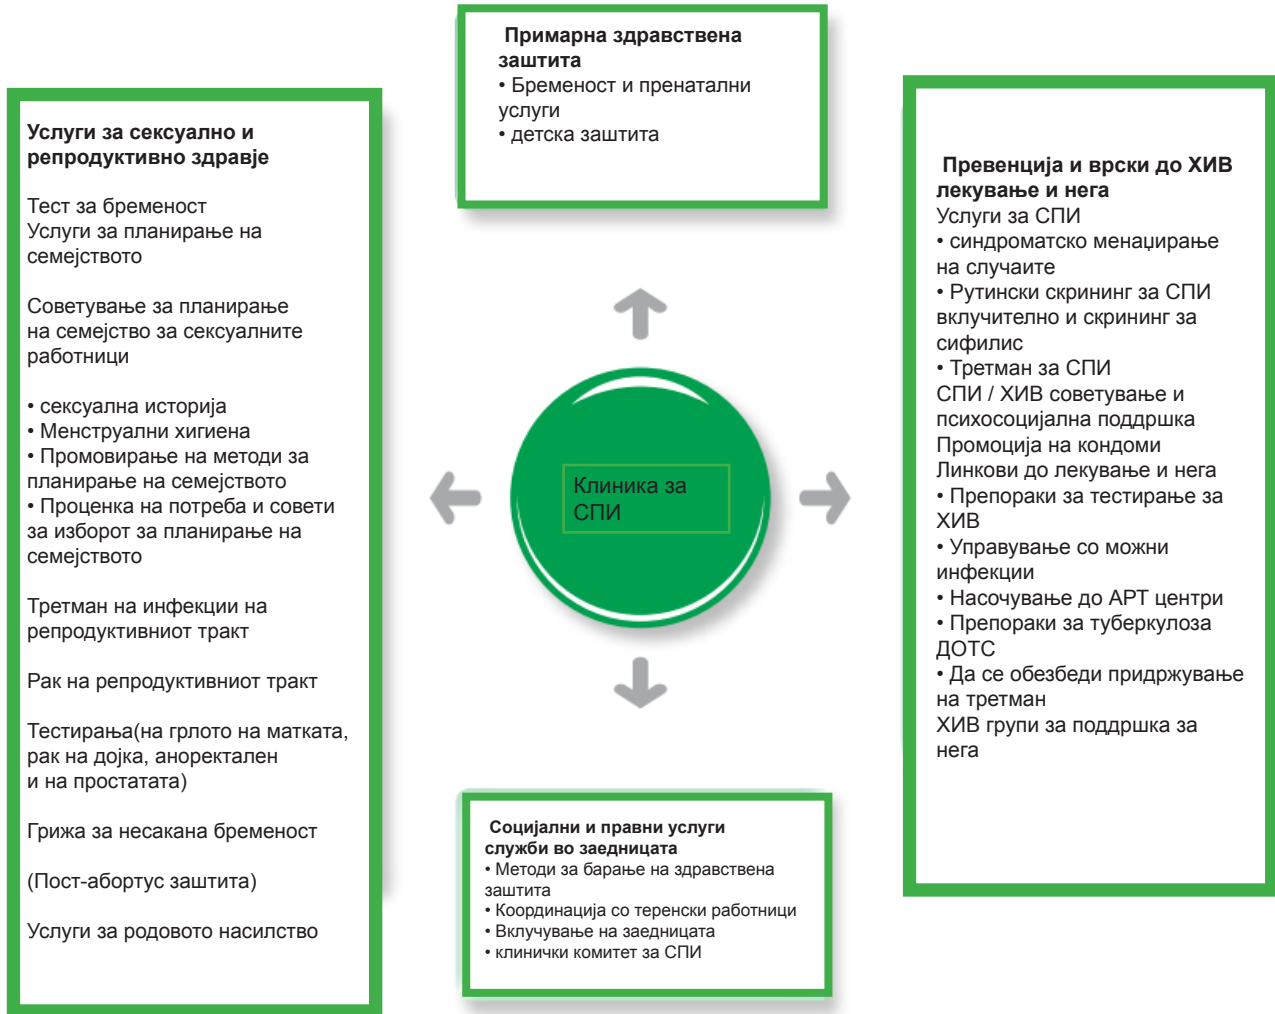 Примарна здравствена
заштита
• Бременост и пренатални
услуги
• детска заштита
Услуги за сексуално и
репродуктивно здравје
Тест за бременост
Услуги за планирање на
семејството
Советување за планирање
на семејство за сексуалните
работници
• сексуална историја
• Менструални хигиена
• Промовирање на методи за
планирање на семејството
• Проценка на потреба и совети
за изборот за планирање на
семејството
Третман на инфекции на
репродуктивниот тракт
Рак на репродуктивниот тракт
Тестирања(на грлото на матката,
рак на дојка, аноректален
и на простатата)
Грижа за несакана бременост
(Пост-абортус заштита)
Услуги за родовото насилство
Клиника за
СПИ
Превенција и врски до ХИВ
лекување и нега
Услуги за СПИ
• синдроматско менаџирање
на случаите
• Рутински скрининг за СПИ
вклучително и скрининг за
сифилис
• Третман за СПИ
СПИ / ХИВ советување и
психосоцијална поддршка
Промоција на кондоми
Линкови до лекување и нега
• Препораки за тестирање за
ХИВ
• Управување со можни
инфекции
• Насочување до АРТ центри
• Препораки за туберкулоза
ДОТС
• Да се обезбеди придржување
на третман
ХИВ групи за поддршка за
нега
Социјални и правни услуги
служби во заедницата
• Методи за барање на здравствена
заштита
• Координација со теренски работници
• Вклучување на заедницата
• клинички комитет за СПИ